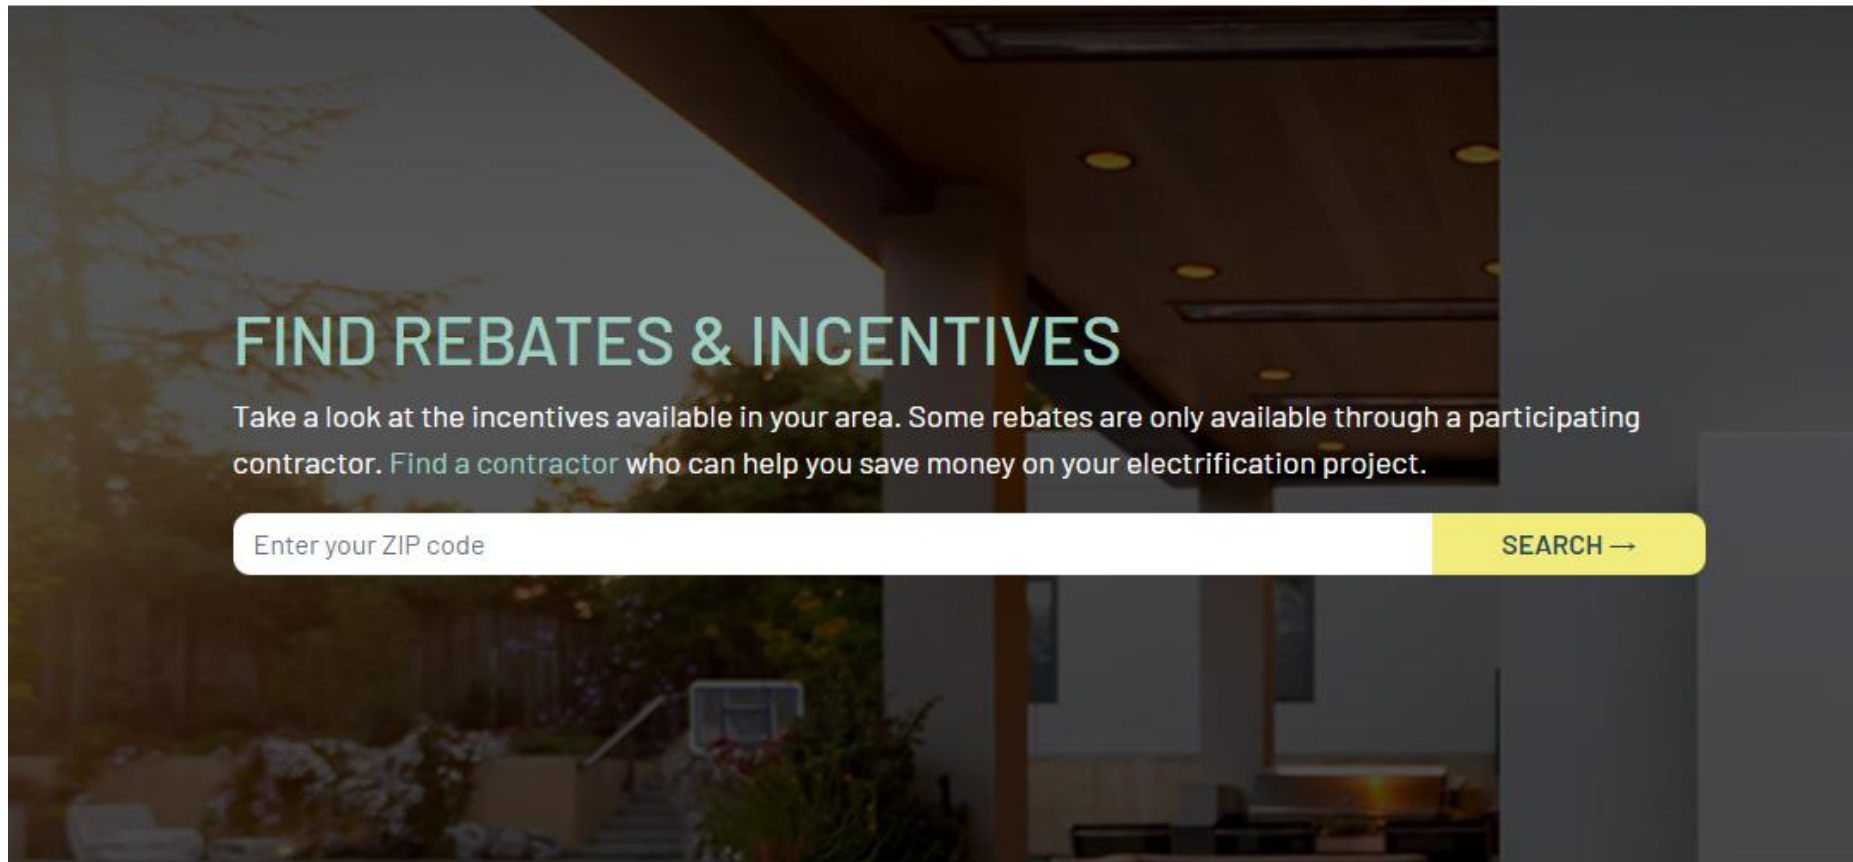 FIND REBATES & INCENTIVES
Take a look at the incentives available in your area. Some rebates are only available through a participating
contractor. Find a contractor who can help you save money on your electrification project.
Enter your ZIP code
SEARCH →